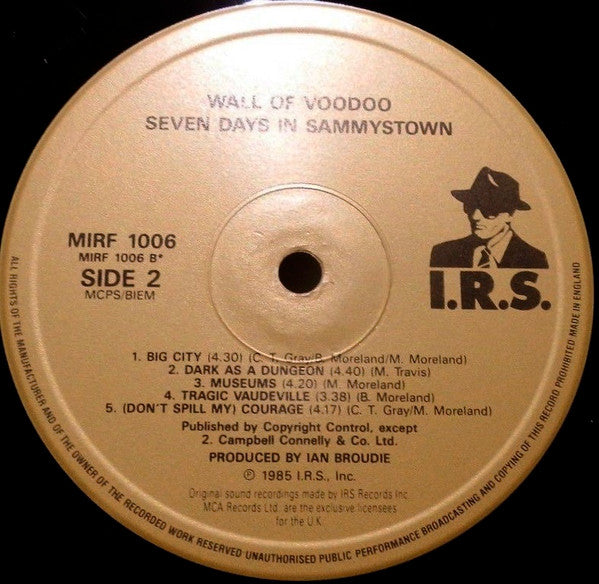 WALL OF VOODOO
SEVEN DAYS IN SAMMYSTOWN
MIRF 1006
MIRF 1006 B*
SIDE 2
MCPS/BIEM
I.R.S.
1. BIG CITY (4.30) (C. T. Gray/B. Moreland/M. Moreland)
2. DARK AS A DUNGEON (4.40) (M. Travis)
3. MUSEUMS (4.20) (M. Moreland)
4. TRAGIC VAUDEVILLE (3.38) (B. Moreland)
5. (DON'T SPILL MY) COURAGE (4.17) (C. T. Gray/M. Moreland)
Published by Copyright Control, except
2. Campbell Connelly & Co. Ltd.
PRODUCED BY IAN BROUDIE
℗ 1985 I.R.S., Inc.
Original sound recordings made by IRS Records Inc.
MCA Records Ltd. are the exclusive licensees
for the U.K.
ALL RIGHTS OF THE MANUFACTURER AND OF THE OWNER OF THE RECORDED WORK RESERVED UNAUTHORISED PUBLIC PERFORMANCE BROADCASTING AND COPYING OF THIS RECORD PROHIBITED MADE IN ENGLAND